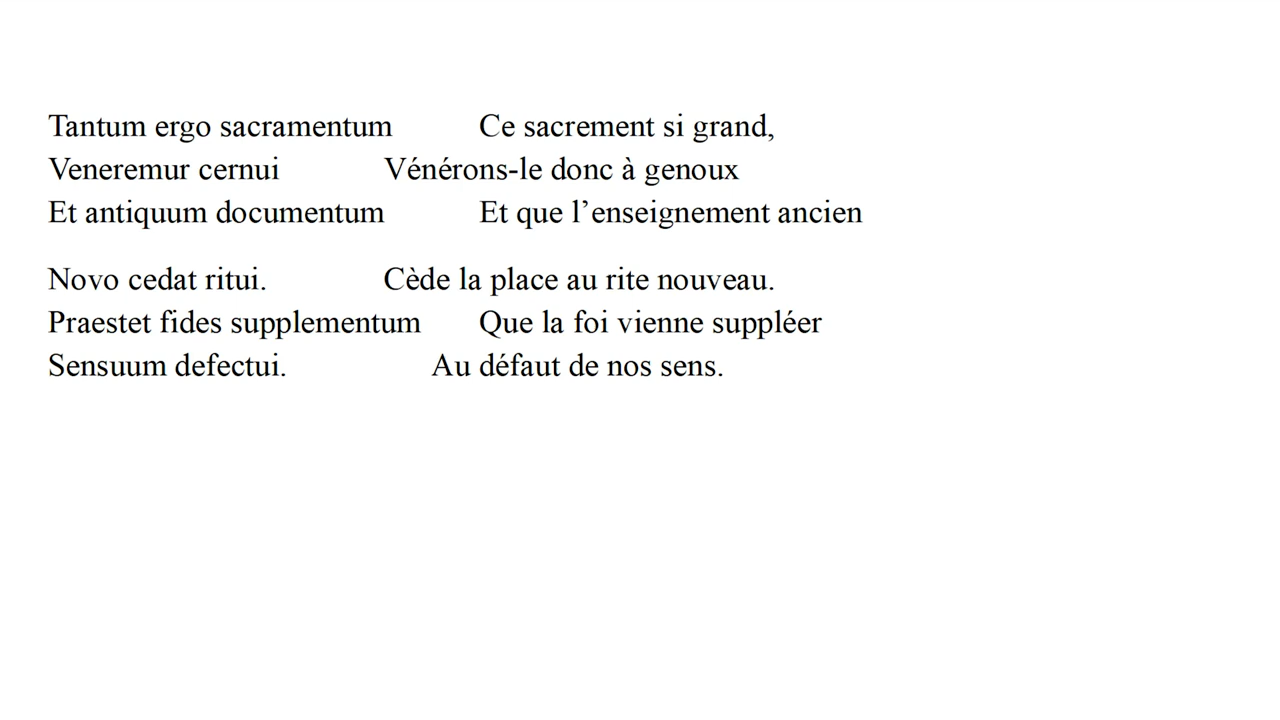 Tantum ergo sacramentum Ce sacrement si grand,
Veneremur cernui Vénérons-le donc à genoux
Et antiquum documentum Et que l’enseignement ancien
Novo cedat ritui. Cède la place au rite nouveau.
Praestet fides supplementum Que la foi vienne suppléer
Sensuum defectui. Au défaut de nos sens.